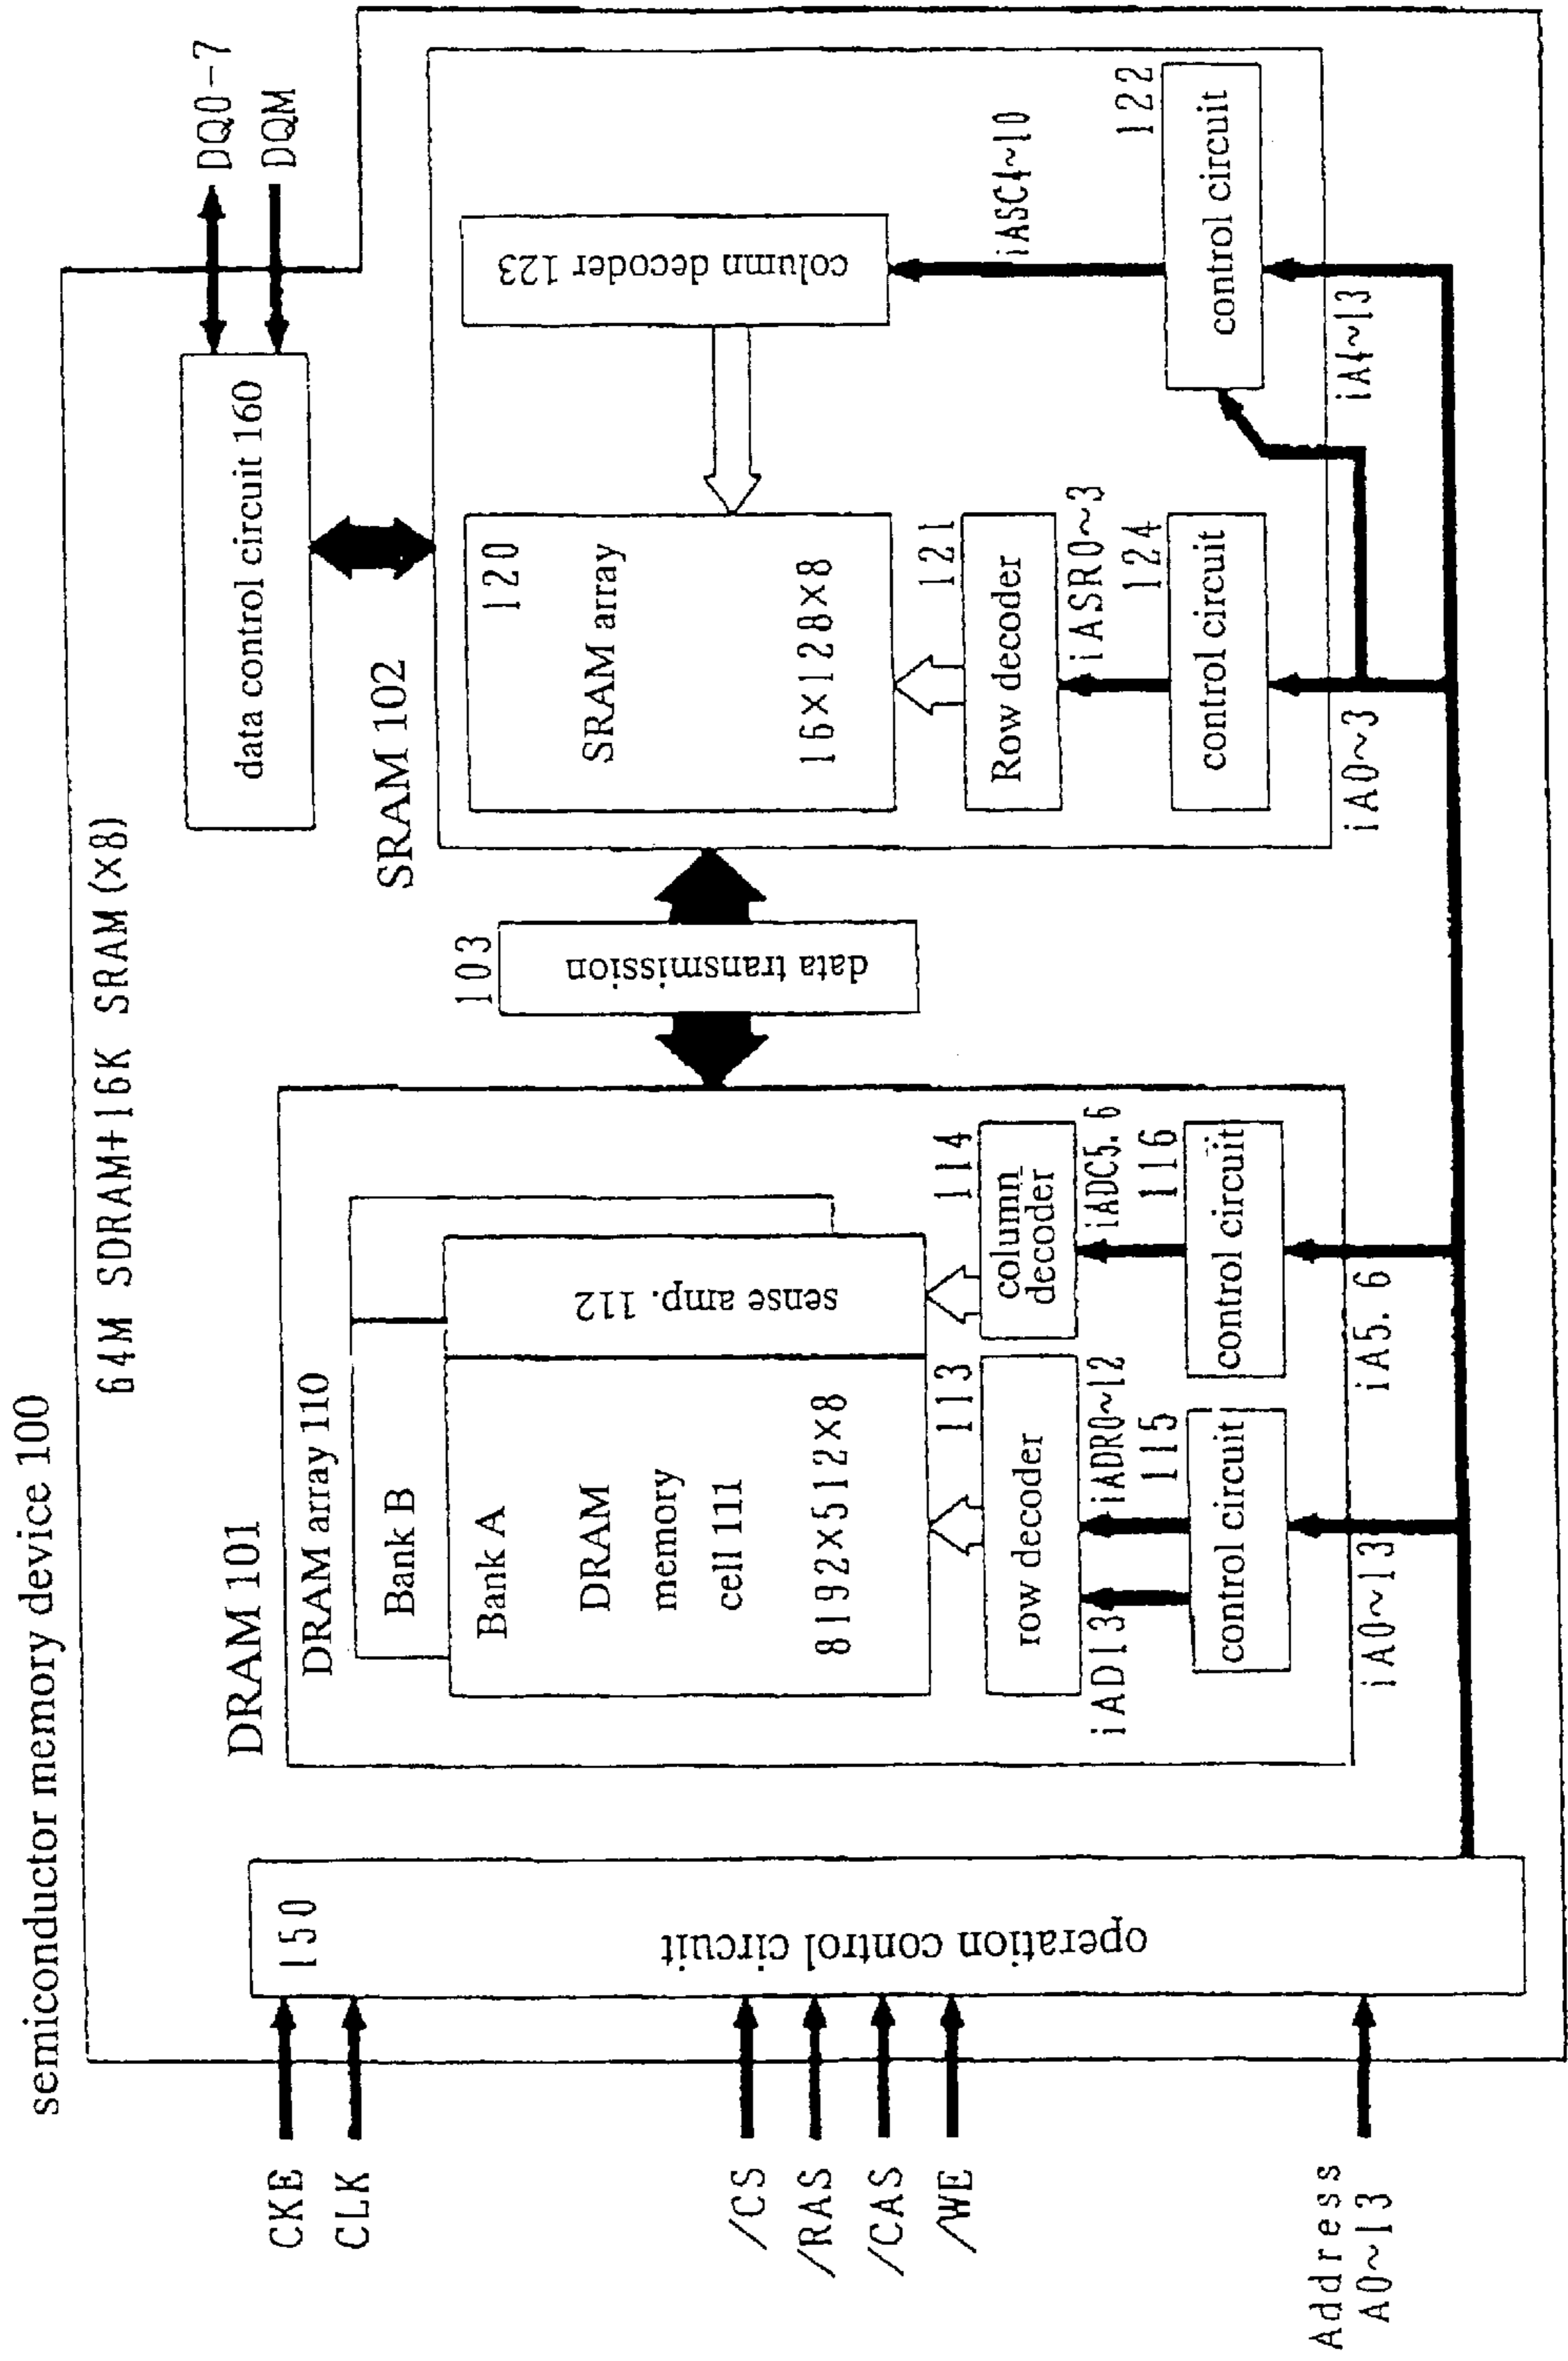 semiconductor memory device 100
64M SDRAM+16K SRAM(×8)
CKE
CLK
/CS
/RAS
/CAS
/WE
Address
A0~13
150
operation control circuit
DRAM 101
DRAM array 110
Bank B
Bank A
DRAM
memory
cell 111
8192×512×8
sense amp. 112
113
row decoder
114
column
decoder
iAD13
iADR0~12
115
control circuit
iADC5.6
116
control circuit
iA0~13
iA5.6
103
data transmission
data control circuit 160
DQ0-7
DQM
SRAM 102
120
SRAM array
16×128×8
column decoder 123
121
Row decoder
iASR0~3
124
control circuit
iASC4~10
122
control circuit
iA0~3
iA4~13